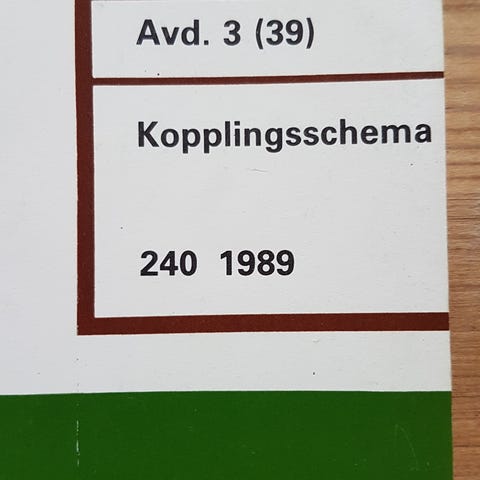 Avd. 3 (39)
Kopplingsschema
240 1989